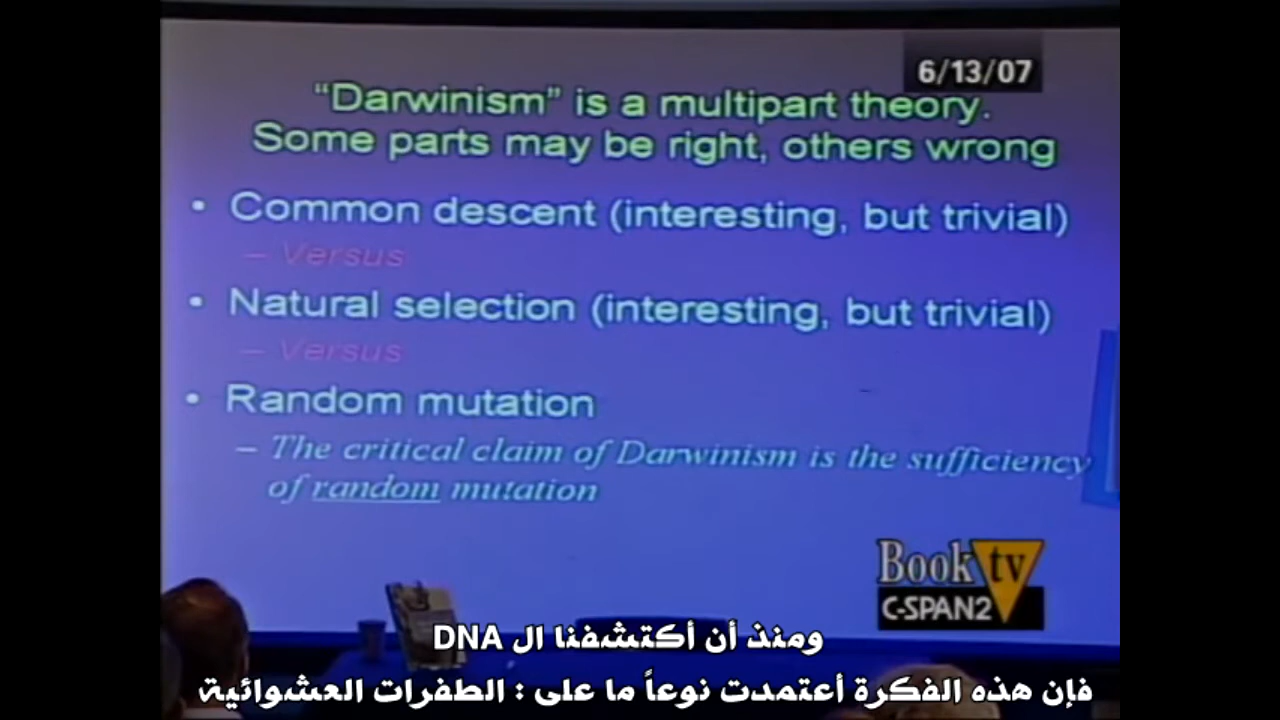 6/13/07
“Darwinism” is a multipart theory.
Some parts may be right, others wrong
• Common descent (interesting, but trivial)
– Versus
• Natural selection (interesting, but trivial)
– Versus
• Random mutation
– The critical claim of Darwinism is the sufficiency
of random mutation
Book tv
C-SPAN2
ومنذ أن أكتشفنا ال DNA
فإن هذه الفكرة أعتمدت نوعاً ما على : الطفرات العشوائية